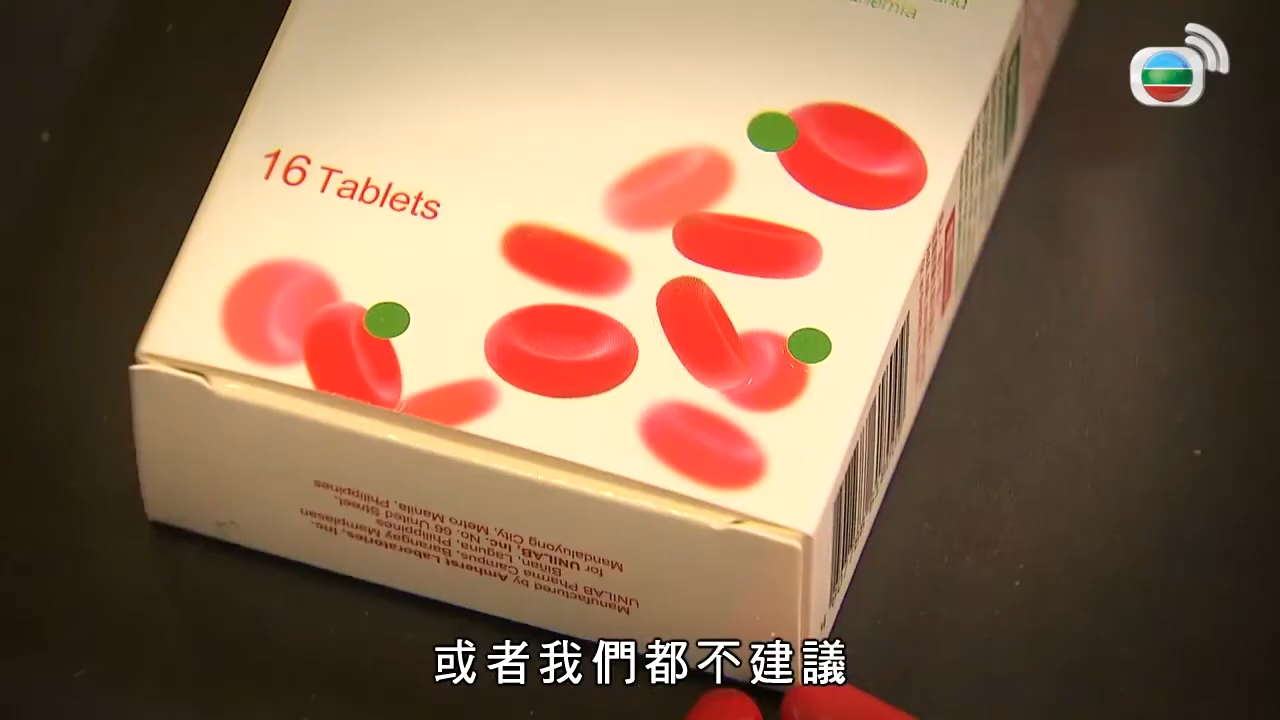 16 Tablets
Manufactured by Amherst Laboratories, Inc.
UNILAB Pharma Campus, Barangay Mamplasan
Biñan, Laguna Philippines
for UNILAB, Inc. No. 66 United Street,
Mandaluyong City, Metro Manila, Philippines
或者我們都不建議